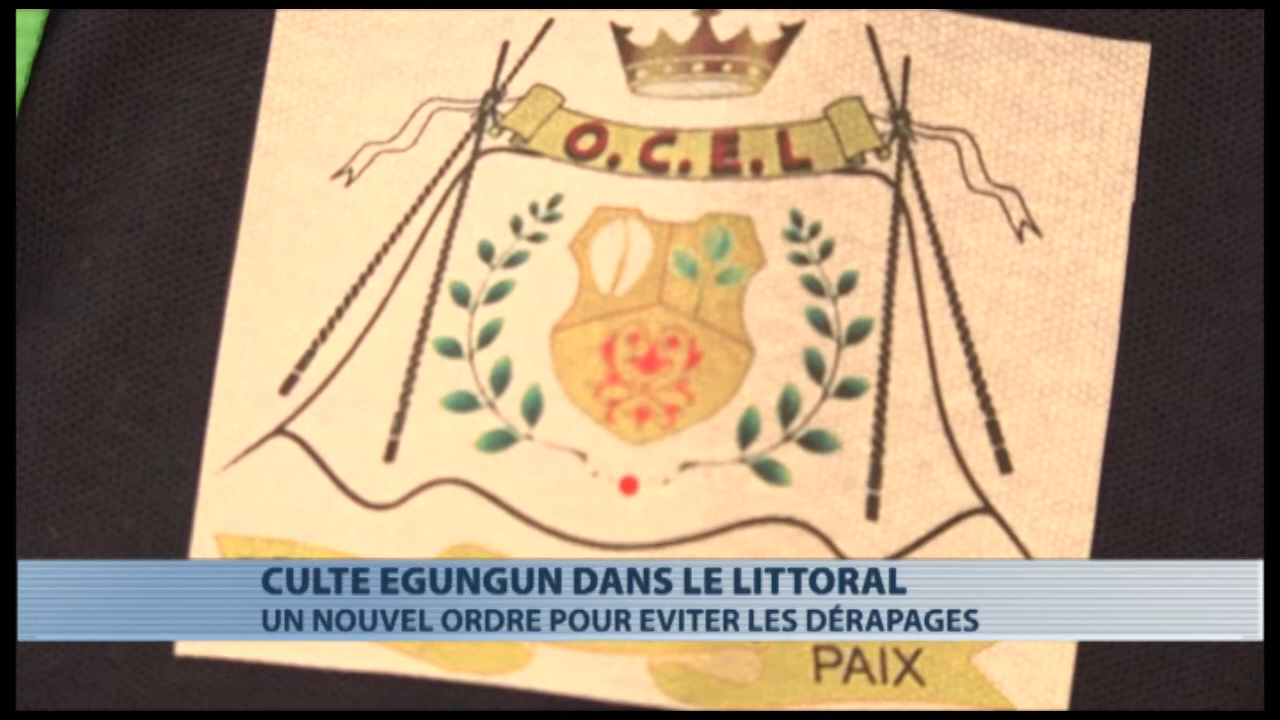 O.C.E.L
CULTE EGUNGUN DANS LE LITTORAL
UN NOUVEL ORDRE POUR EVITER LES DÉRAPAGES
PAIX